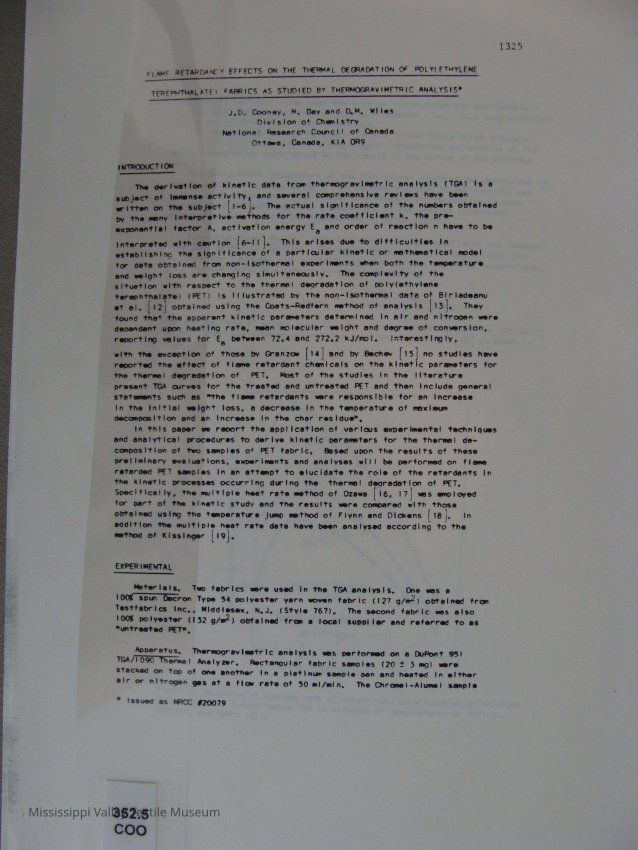 1325
FLAME RETARDANCY EFFECTS ON THE THERMAL DEGRADATION OF POLY(ETHYLENE
TEREPHTHALATE) FABRICS AS STUDIED BY THERMOGRAVIMETRIC ANALYSIS*
J.D. Cooney, M. Day and D.M. Wiles
Division of Chemistry
National Research Council of Canada
Ottawa, Canada, K1A 0R9
INTRODUCTION
The derivation of kinetic data from thermogravimetric analysis (TGA) is a
subject of immense activity, and several comprehensive reviews have been
written on the subject [1-6]. The actual significance of the numbers obtained
by the many interpretive methods for the rate coefficient k, the pre-
exponential factor A, activation energy Ea and order of reaction n have to be
interpreted with caution [6-11]. This arises due to difficulties in
establishing the significance of a particular kinetic or mathematical model
for data obtained from non-isothermal experiments when both the temperature
and weight loss are changing simultaneously. The complexity of the
situation with respect to the thermal degradation of poly(ethylene
terephthalate) (PET) is illustrated by the non-isothermal data of Birladeanu
et al. [12] obtained using the Coats-Redfern method of analysis [13]. They
found that the apparent kinetic parameters determined in air and nitrogen were
dependant upon heating rate, mean molecular weight and degree of conversion,
reporting values for Ea between 72.4 and 272.2 kJ/mol. Interestingly,
with the exception of those by Granzow [14] and by Bechev [15] no studies have
reported the effect of flame retardant chemicals on the kinetic parameters for
the thermal degradation of PET. Most of the studies in the literature
present TGA curves for the treated and untreated PET and then include general
statements such as "the flame retardants were responsible for an increase
in the initial weight loss, a decrease in the temperature of maximum
decomposition and an increase in the char residue".
In this paper we report the application of various experimental techniques
and analytical procedures to derive kinetic parameters for the thermal de-
composition of two samples of PET fabric. Based upon the results of these
preliminary evaluations, experiments and analyses will be performed on flame
retarded PET samples in an attempt to elucidate the role of the retardants in
the kinetic processes occurring during the thermal degradation of PET.
Specifically, the multiple heat rate method of Ozawa [16, 17] was employed
for part of the kinetic study and the results were compared with those
obtained using the temperature jump method of Flynn and Dickens [18]. In
addition the multiple heat rate data have been analysed according to the
method of Kissinger [19].
EXPERIMENTAL
Materials. Two fabrics were used in the TGA analysis. One was a
100% spun Dacron Type 54 polyester yarn woven fabric (127 g/m²) obtained from
Testfabrics Inc., Middlesex, N.J. (Style 767). The second fabric was also
100% polyester (132 g/m²) obtained from a local supplier and referred to as
"untreated PET".
Apparatus. Thermogravimetric analysis was performed on a DuPont 951
TGA/1090 Thermal Analyzer. Rectangular fabric samples (20 ± 3 mg) were
stacked on top of one another in a platinum sample pan and heated in either
air or nitrogen gas at a flow rate of 50 ml/min. The Chromel-Alumel sample
* Issued as NRCC #20079
Mississippi Valley Textile Museum
352.5
COO